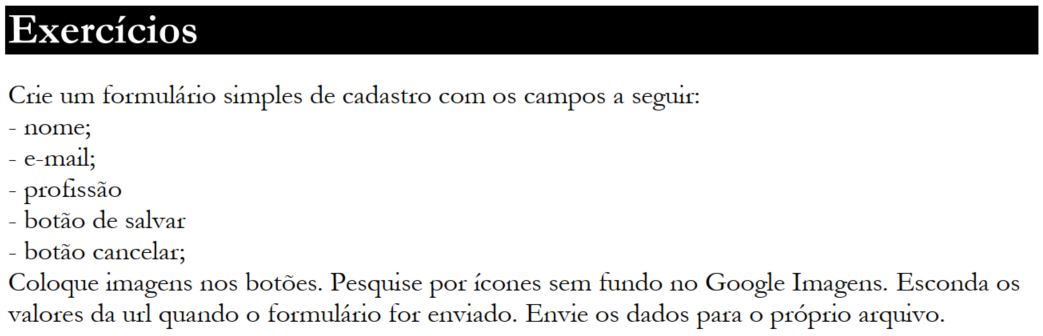 Exercícios
Crie um formulário simples de cadastro com os campos a seguir:
- nome;
- e-mail;
- profissão
- botão de salvar
- botão cancelar;
Coloque imagens nos botões. Pesquise por ícones sem fundo no Google Imagens. Esconda os
valores da url quando o formulário for enviado. Envie os dados para o próprio arquivo.